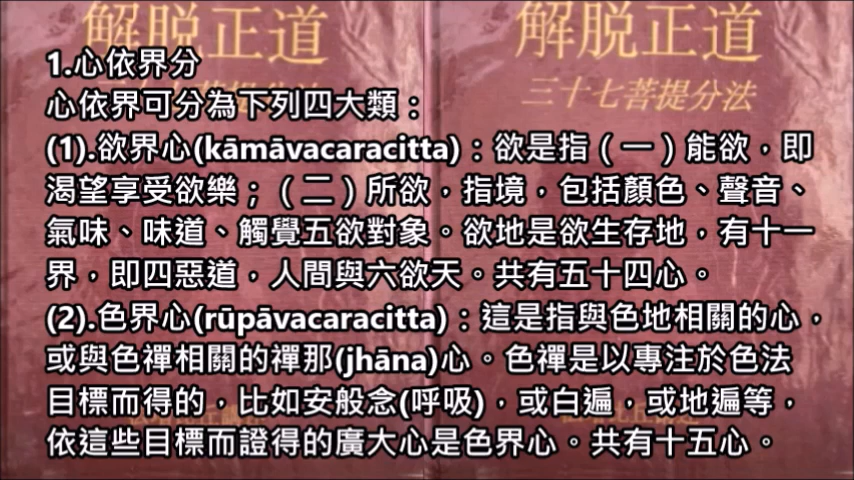 解脱正道
三十七菩提分法
解脱正道
三十七菩提分法
1.心依界分
心依界可分為下列四大類：
(1).欲界心(kāmāvacaracitta)：欲是指（一）能欲，即
渴望享受欲樂；（二）所欲，指境，包括顏色、聲音、
氣味、味道、觸覺五欲對象。欲地是欲生存地，有十一
界，即四惡道，人間與六欲天。共有五十四心。
(2).色界心(rūpāvacaracitta)：這是指與色地相關的心，
或與色禪相關的禪那(jhāna)心。色禪是以專注於色法
目標而得的，比如安般念(呼吸)，或白遍，或地遍等，
依這些目標而證得的廣大心是色界心。共有十五心。